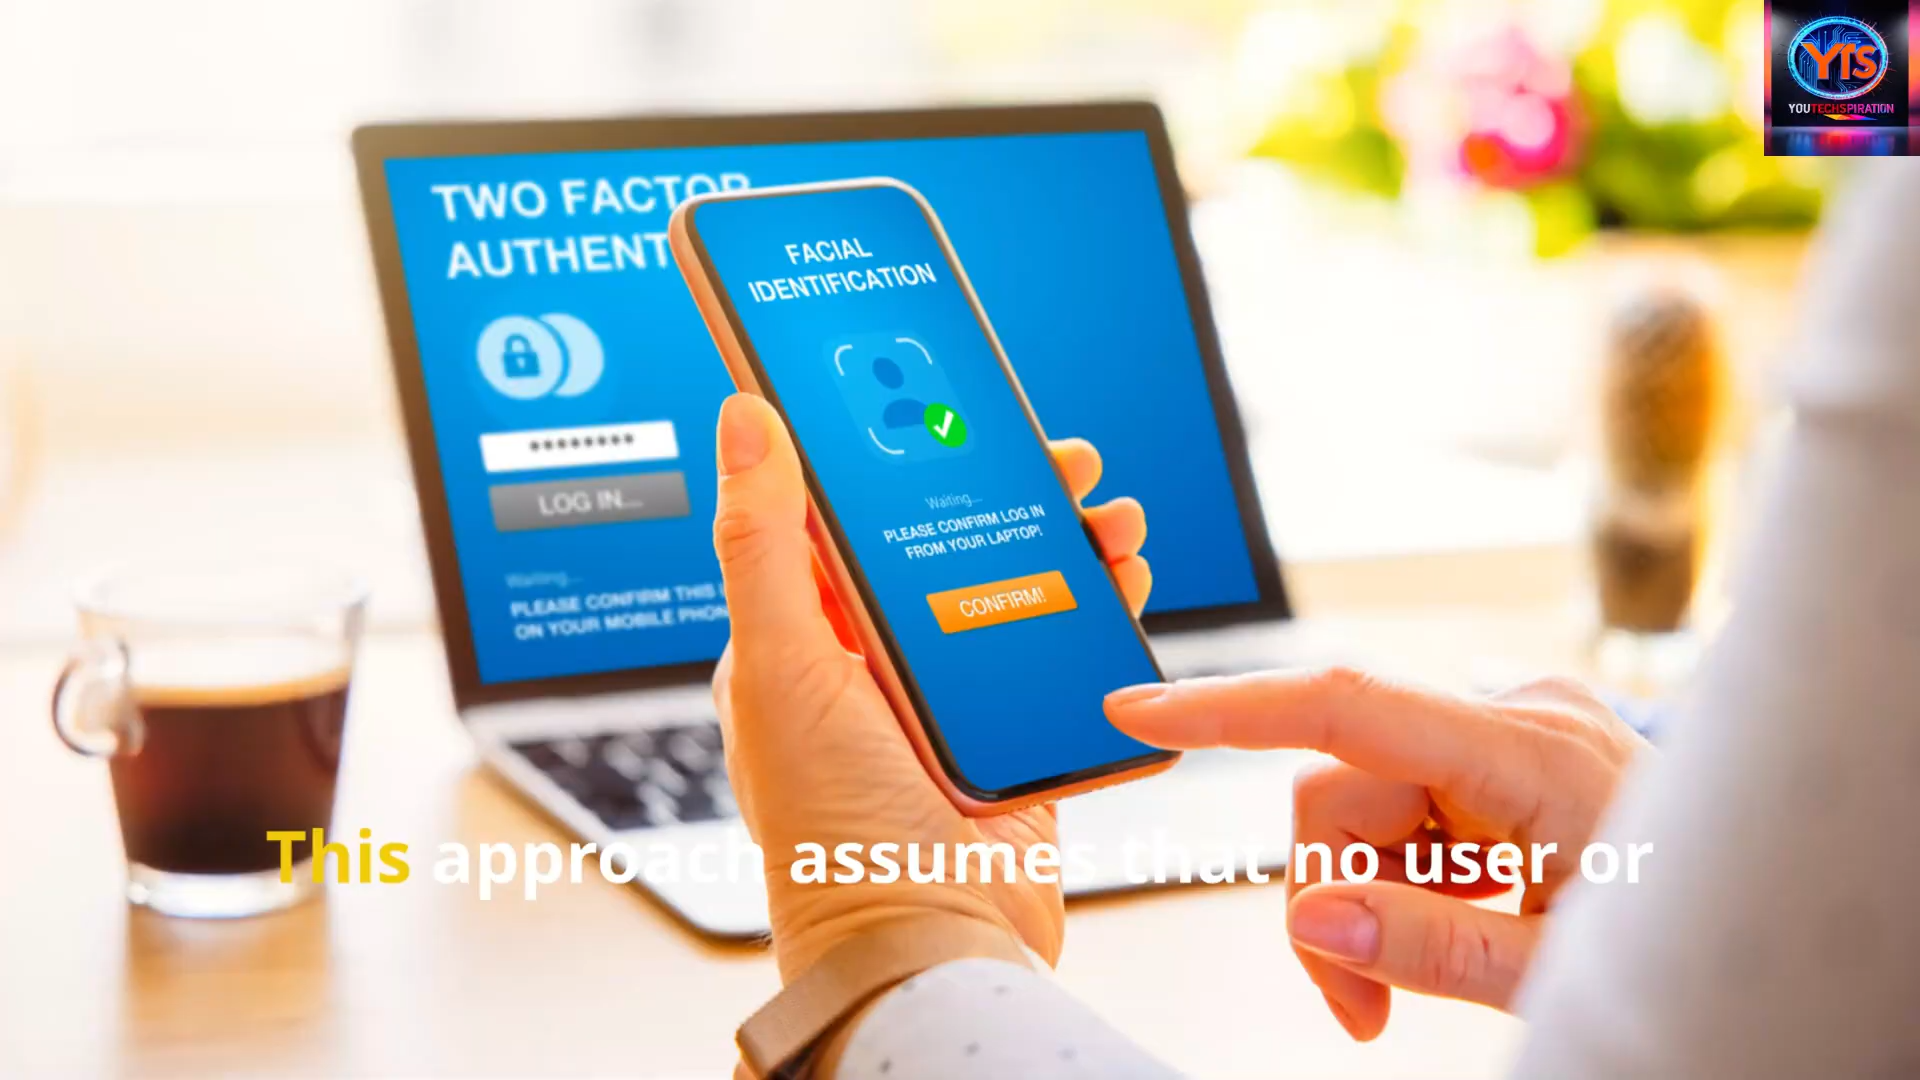 YTS
YOUTECHSPIRATION
TWO FACTOR
AUTHENT
LOG IN...
Waiting...
PLEASE CONFIRM THIS
ON YOUR MOBILE PHON
FACIAL
IDENTIFICATION
Waiting...
PLEASE CONFIRM LOG IN
FROM YOUR LAPTOP!
CONFIRM!
This approach assumes that no user or